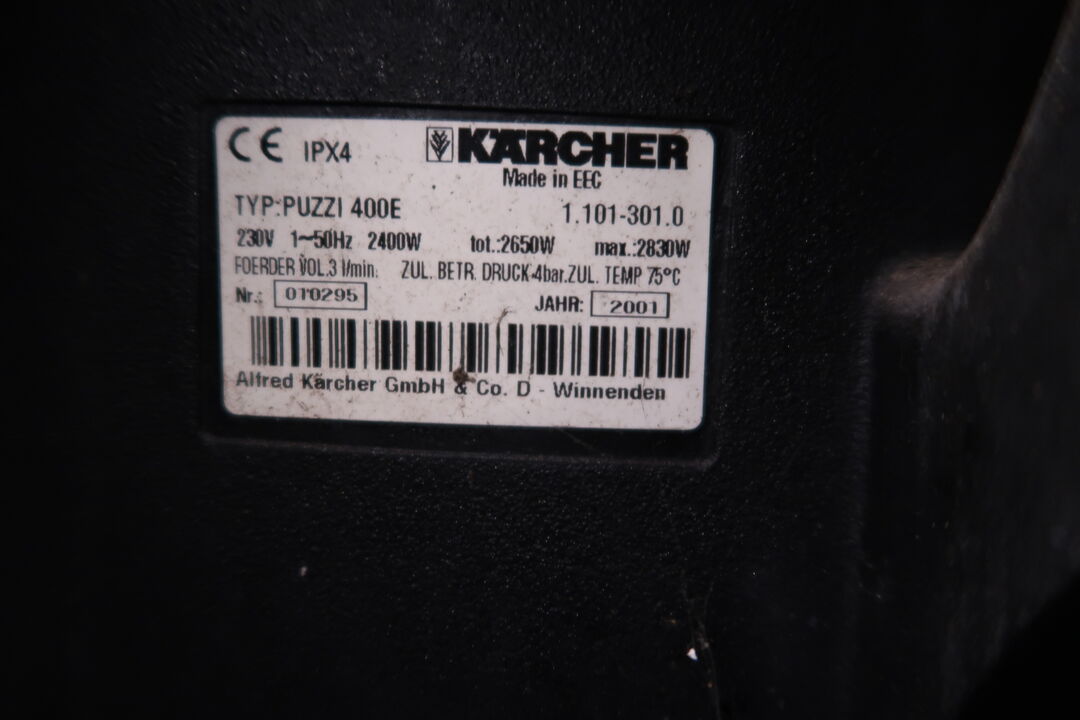 CE IPX4 KÄRCHER
Made in EEC
TYP:PUZZI 400E 1.101-301.0
230V 1~50Hz 2400W tot.:2650W max.:2830W
FOERDER VOL.3 l/min. ZUL. BETR. DRUCK 4bar.ZUL. TEMP 75°C
Nr.: 010295 JAHR: 2001
Alfred Kärcher GmbH & Co. D - Winnenden